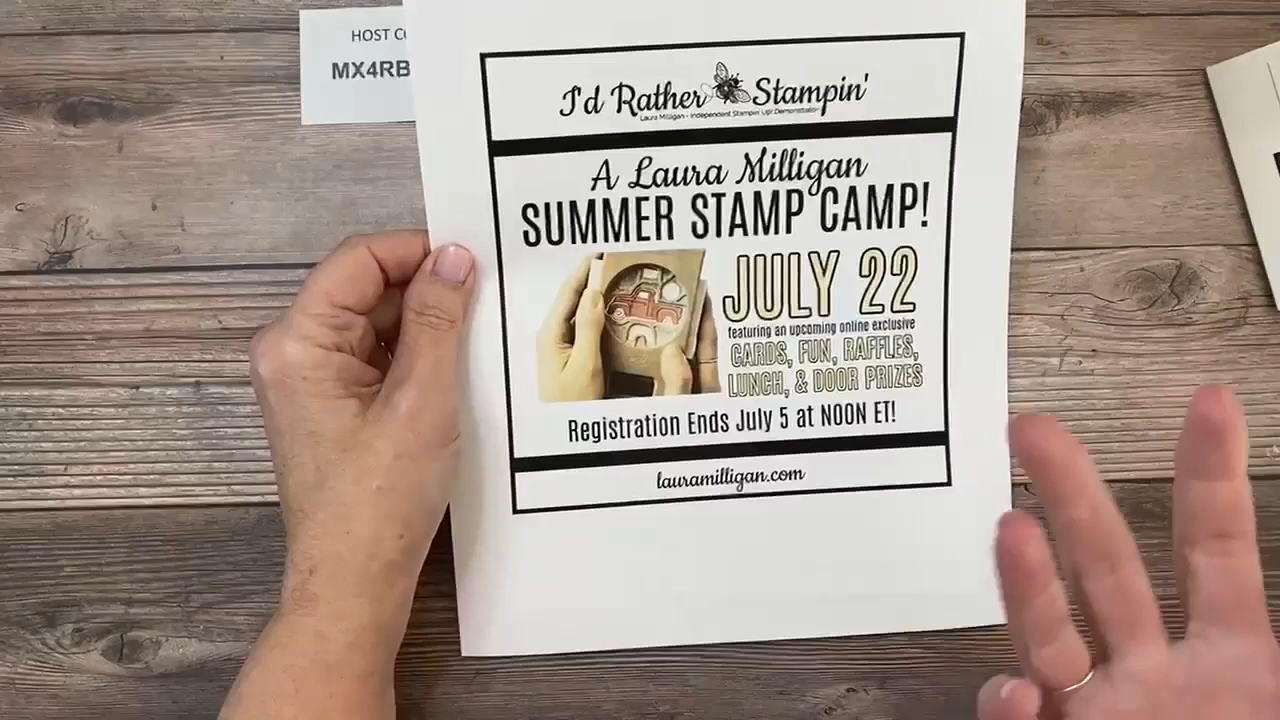 HOST
MX4RB
I'd Rather Stampin'
Laura Milligan - Independent Stampin' Up! Demonstrator
A Laura Milligan
SUMMER STAMP CAMP!
JULY 22
featuring an upcoming online exclusive
CARDS, FUN, RAFFLES,
LUNCH, & DOOR PRIZES
Registration Ends July 5 at NOON ET!
lauramilligan.com